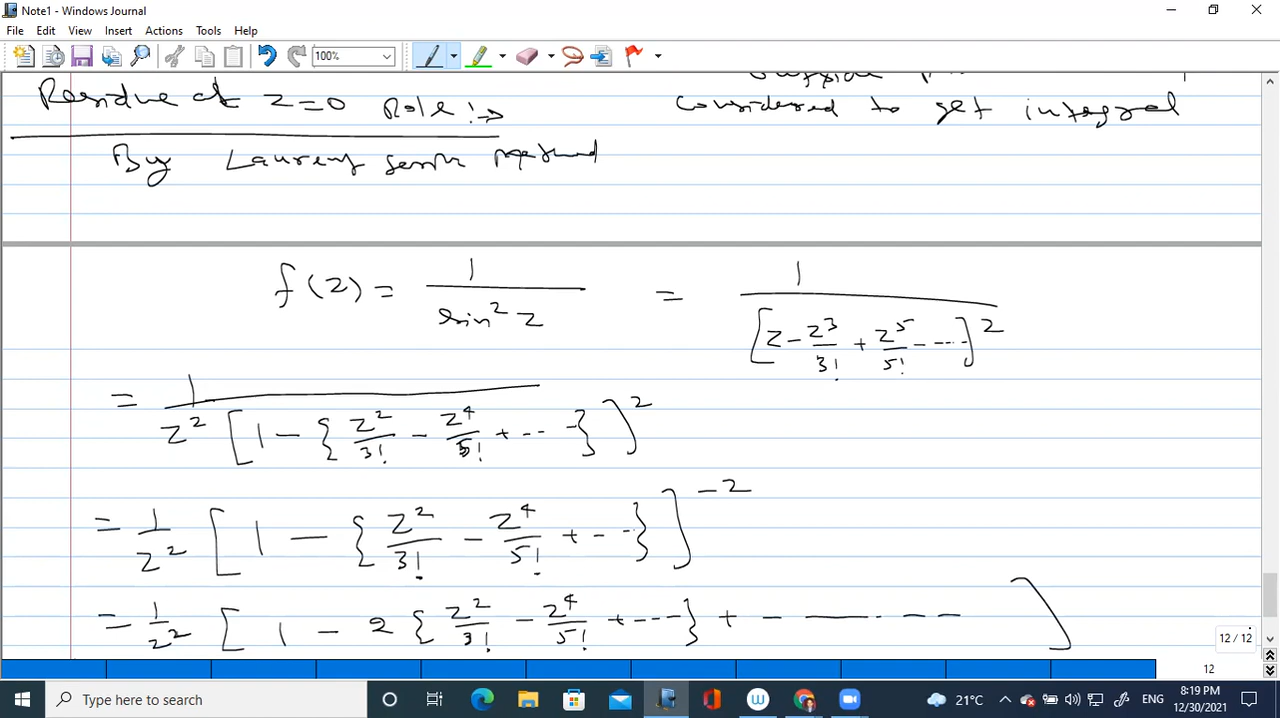 Note1 - Windows Journal
File Edit View Insert Actions Tools Help
100%
Residue at z=0 Pole :→
considered to get integral
By Laurent series method
f(z) = 1 / sin² z = 1 / [z - z³/3! + z⁵/5! - ----]²
= 1 / z² [1 - {z²/3! - z⁴/5! + -- -}]²
= 1/z² [1 - {z²/3! - z⁴/5! + - -}]⁻²
= 1/z² [1 - 2 {z²/3! - z⁴/5! + ----} + - ---- -- --]
12 / 12
12
Type here to search
21°C
ENG
8:19 PM
12/30/2021